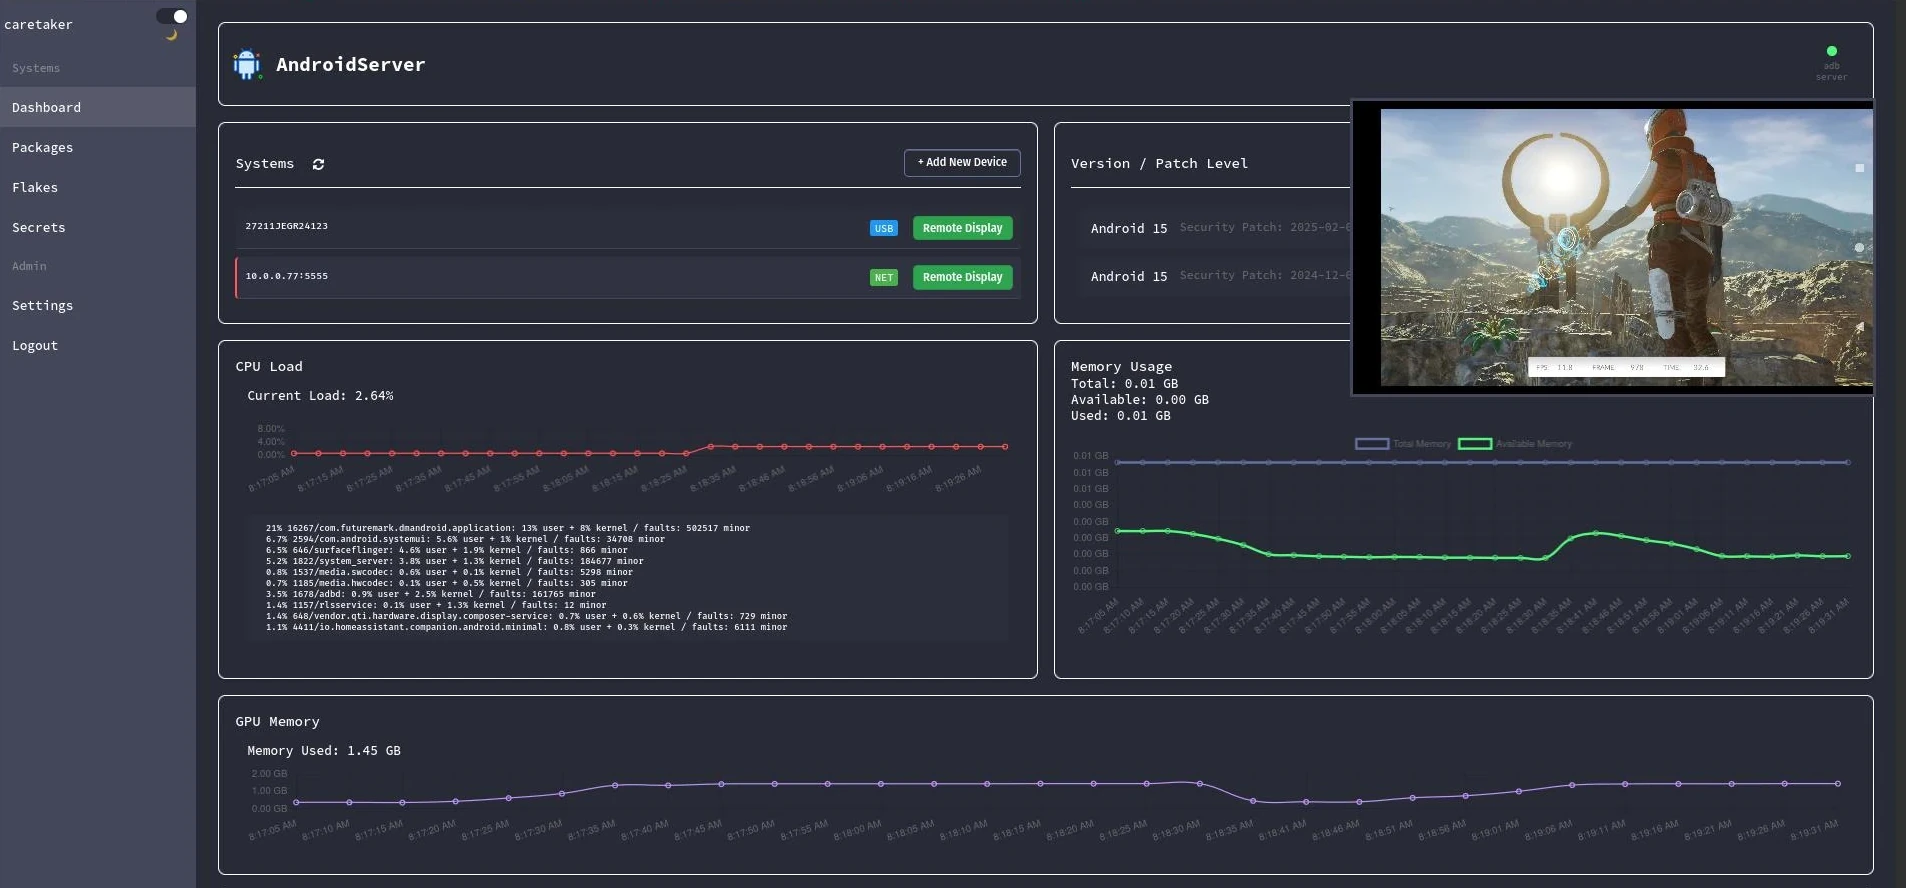 caretaker
Systems
Dashboard
Packages
Flakes
Secrets
Admin
Settings
Logout
AndroidServer
adb
server
Systems
+ Add New Device
27211JEGR24123 USB Remote Display
10.0.0.77:5555 NET Remote Display
Version / Patch Level
Android 15 Security Patch: 2025-02-
Android 15 Security Patch: 2024-12-
FPS 11.8 FRAME 978 TIME 32.6
CPU Load
Current Load: 2.64%
8.00%
4.00%
0.00%
8:17:05 AM 8:17:15 AM 8:17:25 AM 8:17:35 AM 8:17:45 AM 8:17:55 AM 8:18:05 AM 8:18:15 AM 8:18:25 AM 8:18:35 AM 8:18:46 AM 8:18:56 AM 8:19:06 AM 8:19:16 AM 8:19:26 AM
21% 16267/com.futuremark.dmandroid.application: 13% user + 8% kernel / faults: 502517 minor
6.7% 2594/com.android.systemui: 5.6% user + 1% kernel / faults: 34708 minor
6.5% 646/surfaceflinger: 4.6% user + 1.9% kernel / faults: 866 minor
5.2% 1822/system_server: 3.8% user + 1.3% kernel / faults: 184677 minor
0.8% 1537/media.swcodec: 0.6% user + 0.1% kernel / faults: 5298 minor
0.7% 1185/media.hwcodec: 0.1% user + 0.5% kernel / faults: 305 minor
3.5% 1678/adbd: 0.9% user + 2.5% kernel / faults: 161765 minor
1.4% 1157/rlsservice: 0.1% user + 1.3% kernel / faults: 12 minor
1.4% 648/vendor.qti.hardware.display.composer-service: 0.7% user + 0.6% kernel / faults: 729 minor
1.1% 4411/io.homeassistant.companion.android.minimal: 0.8% user + 0.3% kernel / faults: 6111 minor
Memory Usage
Total: 0.01 GB
Available: 0.00 GB
Used: 0.01 GB
Total Memory Available Memory
0.01 GB
0.01 GB
0.01 GB
0.00 GB
0.00 GB
0.00 GB
0.00 GB
0.00 GB
0.00 GB
8:17:05 AM 8:17:10 AM 8:17:15 AM 8:17:20 AM 8:17:25 AM 8:17:30 AM 8:17:35 AM 8:17:40 AM 8:17:45 AM 8:17:50 AM 8:17:55 AM 8:18:00 AM 8:18:05 AM 8:18:10 AM 8:18:15 AM 8:18:20 AM 8:18:25 AM 8:18:30 AM 8:18:35 AM 8:18:41 AM 8:18:46 AM 8:18:51 AM 8:18:56 AM 8:19:01 AM 8:19:06 AM 8:19:11 AM 8:19:16 AM 8:19:21 AM 8:19:26 AM 8:19:31 AM
GPU Memory
Memory Used: 1.45 GB
2.00 GB
1.00 GB
0.00 GB
8:17:05 AM 8:17:10 AM 8:17:15 AM 8:17:20 AM 8:17:25 AM 8:17:30 AM 8:17:35 AM 8:17:40 AM 8:17:45 AM 8:17:50 AM 8:17:55 AM 8:18:00 AM 8:18:05 AM 8:18:10 AM 8:18:15 AM 8:18:20 AM 8:18:25 AM 8:18:30 AM 8:18:35 AM 8:18:41 AM 8:18:46 AM 8:18:51 AM 8:18:56 AM 8:19:01 AM 8:19:06 AM 8:19:11 AM 8:19:16 AM 8:19:21 AM 8:19:26 AM 8:19:31 AM